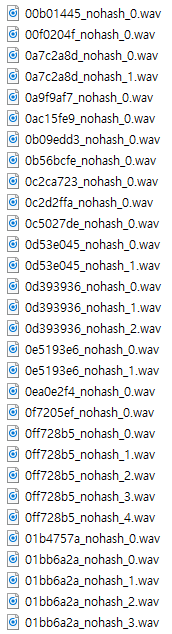 00b01445_nohash_0.wav
00f0204f_nohash_0.wav
0a7c2a8d_nohash_0.wav
0a7c2a8d_nohash_1.wav
0a9f9af7_nohash_0.wav
0ac15fe9_nohash_0.wav
0b09edd3_nohash_0.wav
0b56bcfe_nohash_0.wav
0c2ca723_nohash_0.wav
0c2d2ffa_nohash_0.wav
0c5027de_nohash_0.wav
0d53e045_nohash_0.wav
0d53e045_nohash_1.wav
0d393936_nohash_0.wav
0d393936_nohash_1.wav
0d393936_nohash_2.wav
0e5193e6_nohash_0.wav
0e5193e6_nohash_1.wav
0ea0e2f4_nohash_0.wav
0f7205ef_nohash_0.wav
0ff728b5_nohash_0.wav
0ff728b5_nohash_1.wav
0ff728b5_nohash_2.wav
0ff728b5_nohash_3.wav
0ff728b5_nohash_4.wav
01b4757a_nohash_0.wav
01bb6a2a_nohash_0.wav
01bb6a2a_nohash_1.wav
01bb6a2a_nohash_2.wav
01bb6a2a_nohash_3.wav